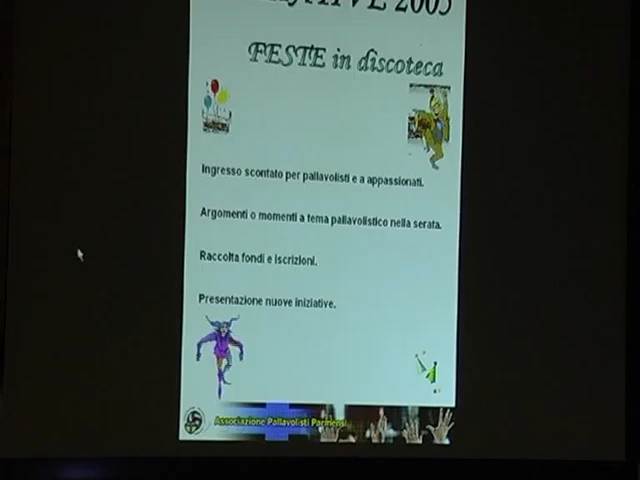 2005
FESTE in discoteca
Ingresso scontato per pallavolisti e a appassionati.
Argomenti o momenti a tema pallavolistico nella serata.
Raccolta fondi e iscrizioni.
Presentazione nuove iniziative.
Associazione Pallavolisti Parmensi